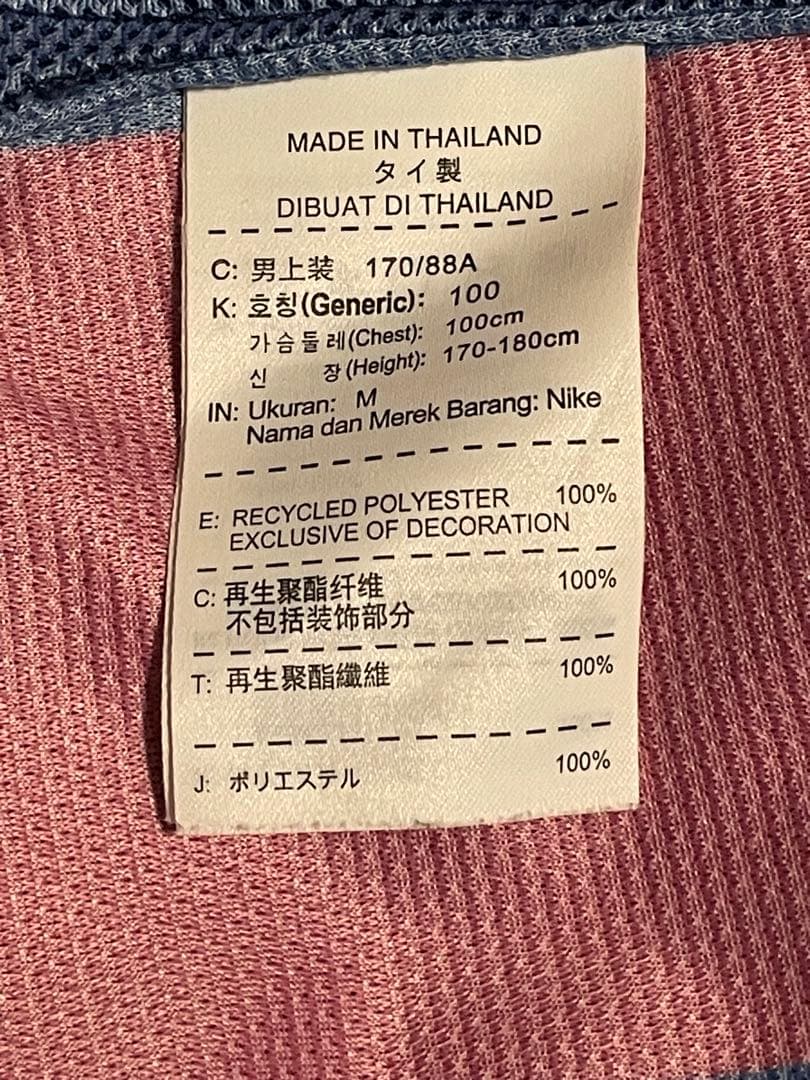 MADE IN THAILAND
タイ製
DIBUAT DI THAILAND
C: 男上装 170/88A
K: 호칭(Generic): 100
가슴둘레(Chest): 100cm
신 장(Height): 170-180cm
IN: Ukuran: M
Nama dan Merek Barang: Nike
E: RECYCLED POLYESTER 100%
EXCLUSIVE OF DECORATION
C: 再生聚酯纤维 100%
不包括装饰部分
T: 再生聚酯纖維 100%
J: ポリエステル 100%